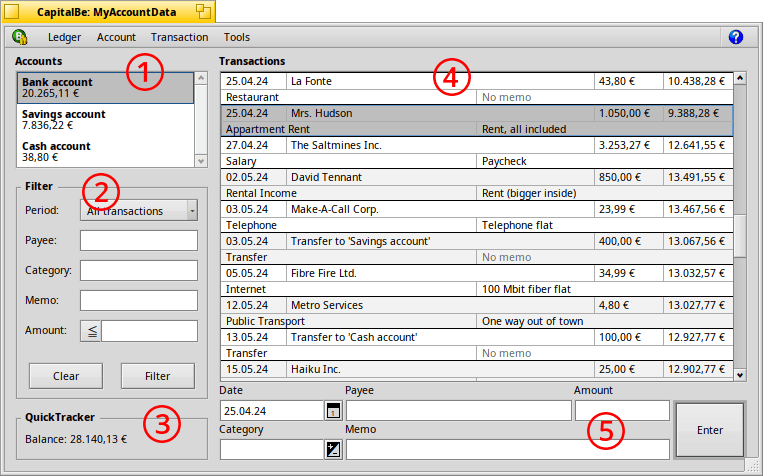 CapitalBe: MyAccountData
Ledger Account Transaction Tools
Accounts
1
Bank account
20.265,11 €
Savings account
7.836,22 €
Cash account
38,80 €
2
Filter
Period: All transactions
Payee:
Category:
Memo:
Amount: ≤
Clear Filter
3
QuickTracker
Balance: 28.140,13 €
Transactions
4
25.04.24 La Fonte 43,80 € 10.438,28 €
Restaurant No memo
25.04.24 Mrs. Hudson 1.050,00 € 9.388,28 €
Appartment Rent Rent, all included
27.04.24 The Saltmines Inc. 3.253,27 € 12.641,55 €
Salary Paycheck
02.05.24 David Tennant 850,00 € 13.491,55 €
Rental Income Rent (bigger inside)
03.05.24 Make-A-Call Corp. 23,99 € 13.467,56 €
Telephone Telephone flat
03.05.24 Transfer to 'Savings account' 400,00 € 13.067,56 €
Transfer No memo
05.05.24 Fibre Fire Ltd. 34,99 € 13.032,57 €
Internet 100 Mbit fiber flat
12.05.24 Metro Services 4,80 € 13.027,77 €
Public Transport One way out of town
13.05.24 Transfer to 'Cash account' 100,00 € 12.927,77 €
Transfer No memo
15.05.24 Haiku Inc. 25,00 € 12.902,77 €
Date Payee Amount
25.04.24 1
5
Category Memo
Enter